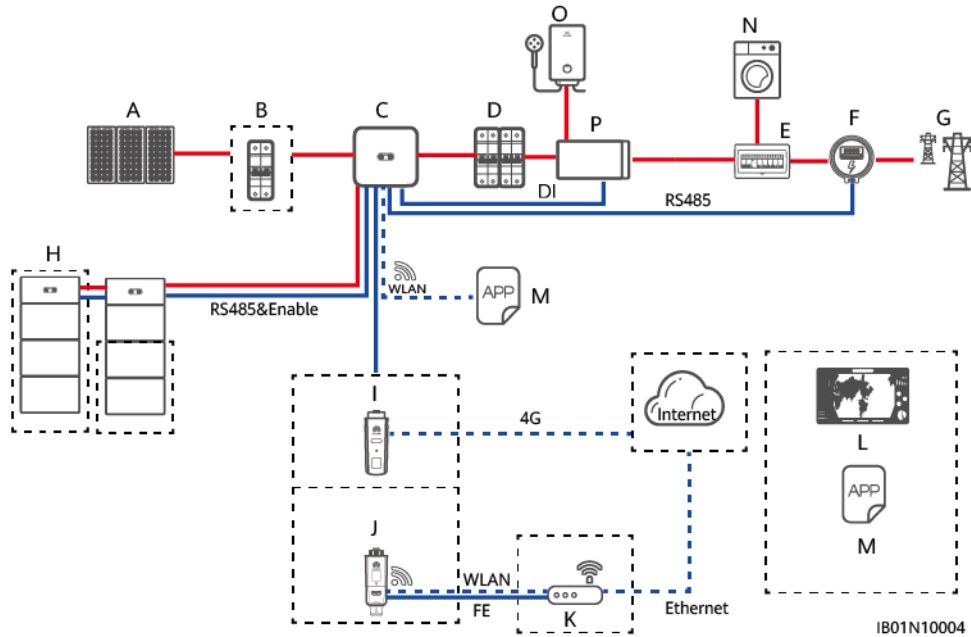 O
N
A
B
C
D
P
E
F
G
DI
RS485
H
WLAN
APP
M
RS485&Enable
I
4G
Internet
L
J
APP
M
WLAN
FE
K
Ethernet
IB01N10004